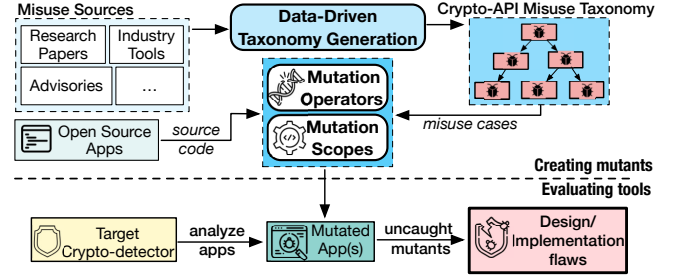 Misuse Sources
Research
Papers
Industry
Tools
Advisories
...
Data-Driven
Taxonomy Generation
Crypto-API Misuse Taxonomy
Mutation
Operators
Mutation
Scopes
Open Source
Apps
source
code
misuse cases
Creating mutants
Evaluating tools
Target
Crypto-detector
analyze
apps
Mutated
App(s)
uncaught
mutants
Design/
Implementation
flaws